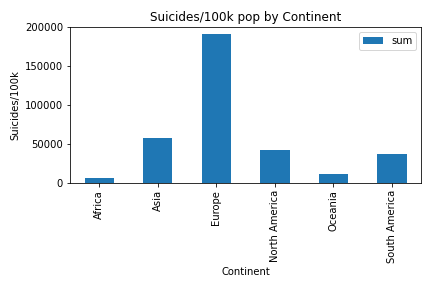 Suicides/100k pop by Continent
sum
Suicides/100k
200000
150000
100000
50000
0
Africa
Asia
Europe
North America
Oceania
South America
Continent